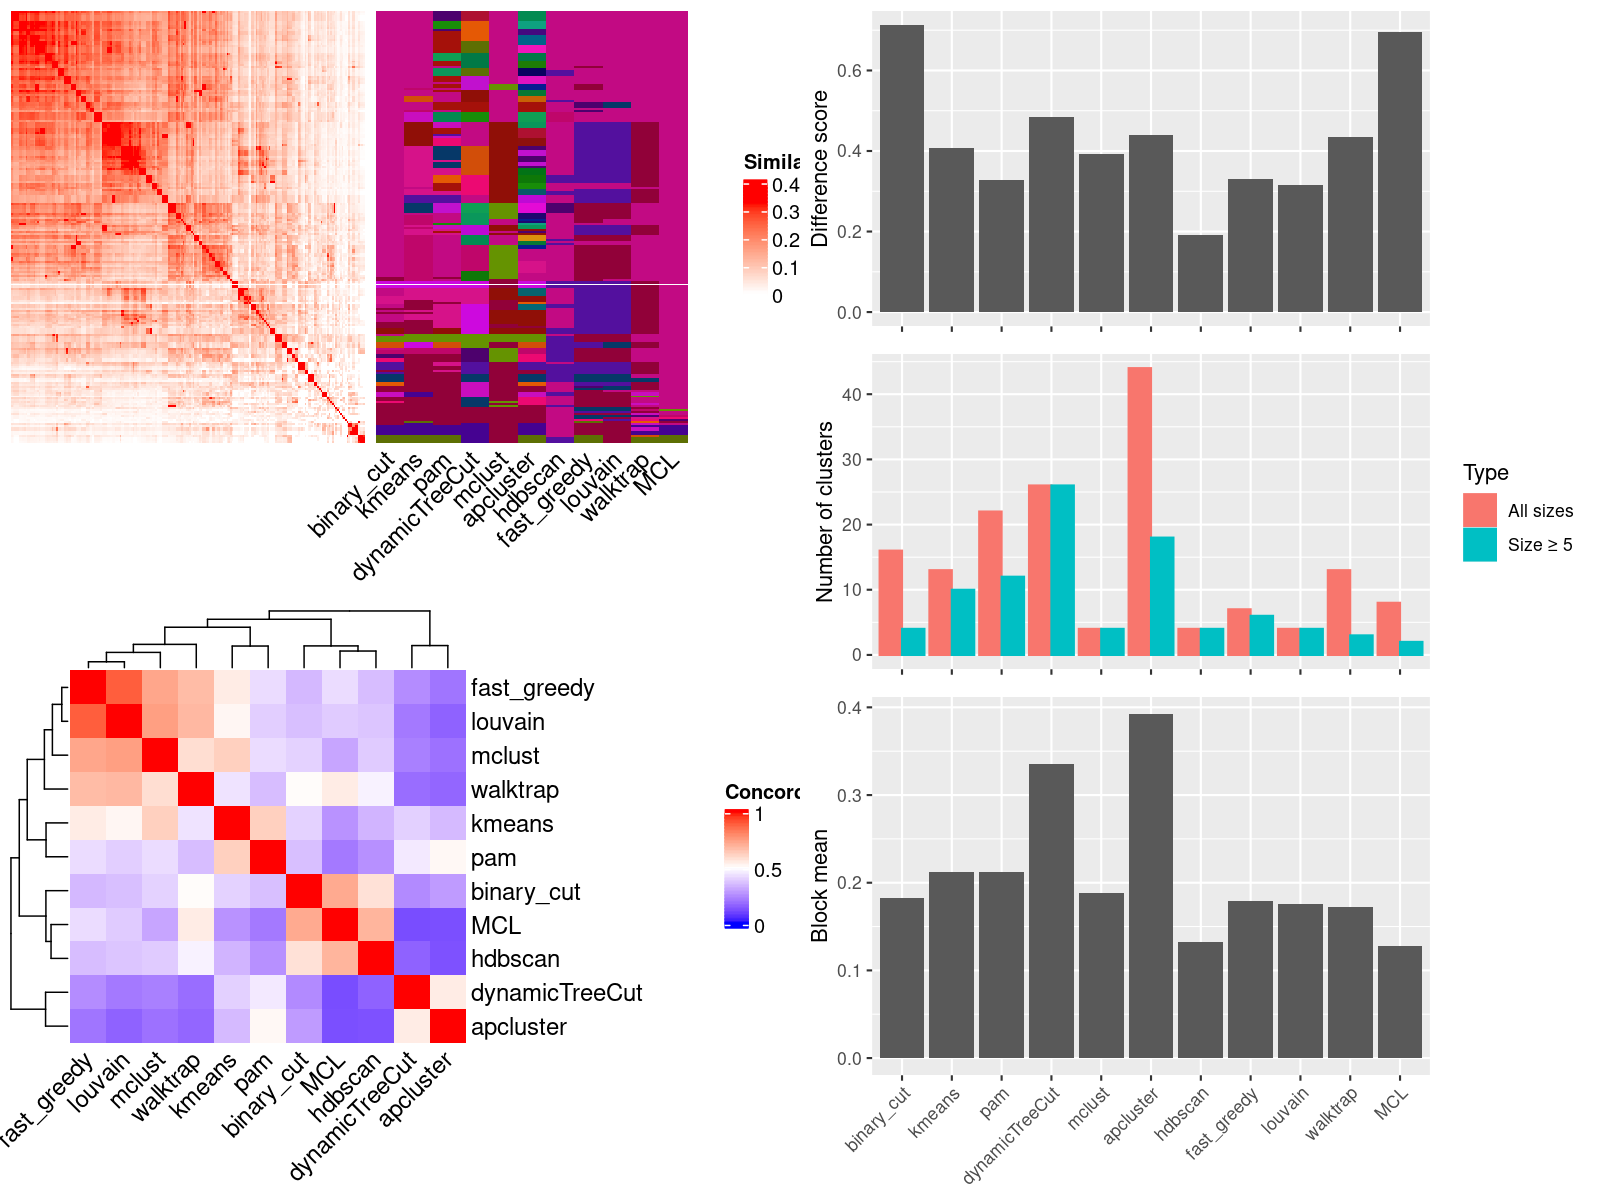 binary_cut
kmeans
pam
dynamicTreeCut
mclust
apcluster
hdbscan
fast_greedy
louvain
walktrap
MCL
Simila
0.4
0.3
0.2
0.1
0
fast_greedy
louvain
mclust
walktrap
kmeans
pam
binary_cut
MCL
hdbscan
dynamicTreeCut
apcluster
fast_greedy
louvain
mclust
walktrap
kmeans
pam
binary_cut
MCL
hdbscan
dynamicTreeCut
apcluster
Concord
1
0.5
0
Difference score
0.6
0.4
0.2
0.0
Number of clusters
40
30
20
10
0
Type
All sizes
Size ≥ 5
Block mean
0.4
0.3
0.2
0.1
0.0
binary_cut
kmeans
pam
dynamicTreeCut
mclust
apcluster
hdbscan
fast_greedy
louvain
walktrap
MCL